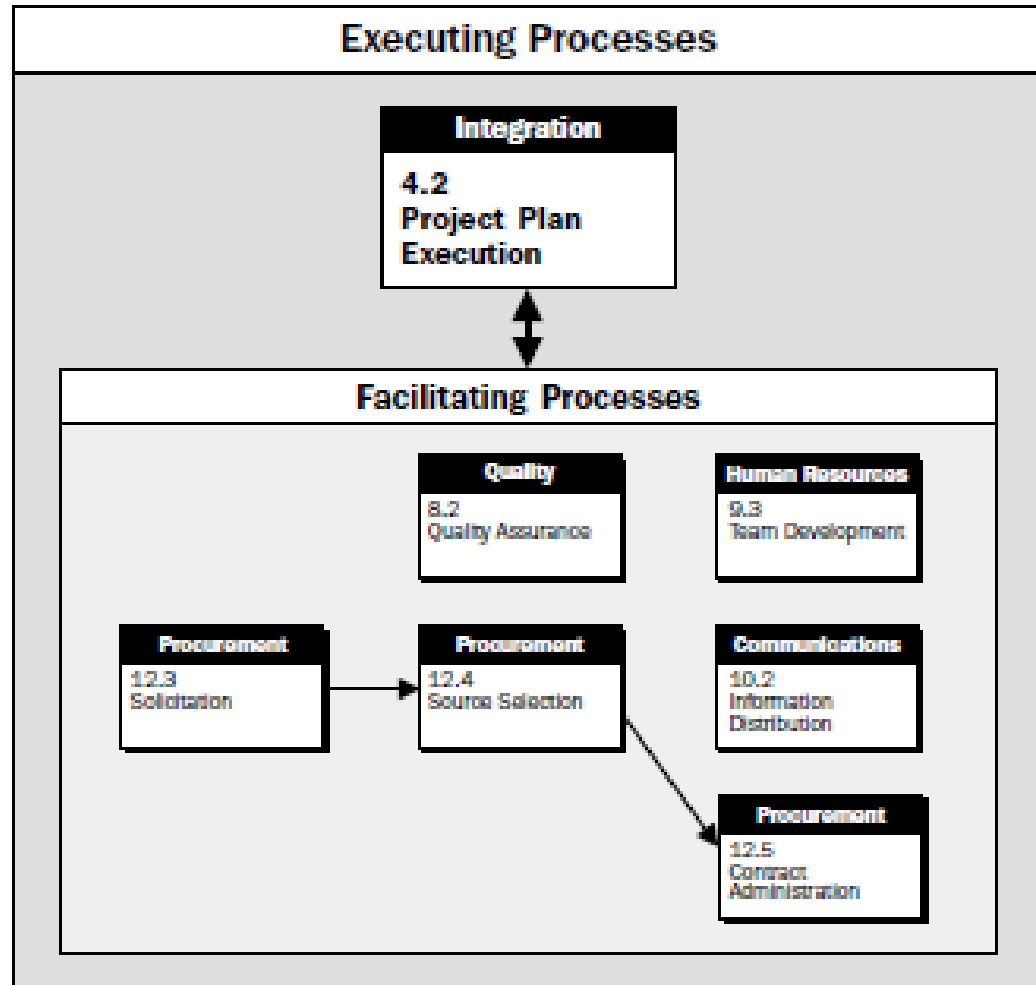 Executing Processes
Integration
4.2
Project Plan
Execution
Facilitating Processes
Quality
8.2
Quality Assurance
Human Resources
9.3
Team Development
Procurement
12.3
Solicitation
Procurement
12.4
Source Selection
Communications
10.2
Information
Distribution
Procurement
12.5
Contract
Administration